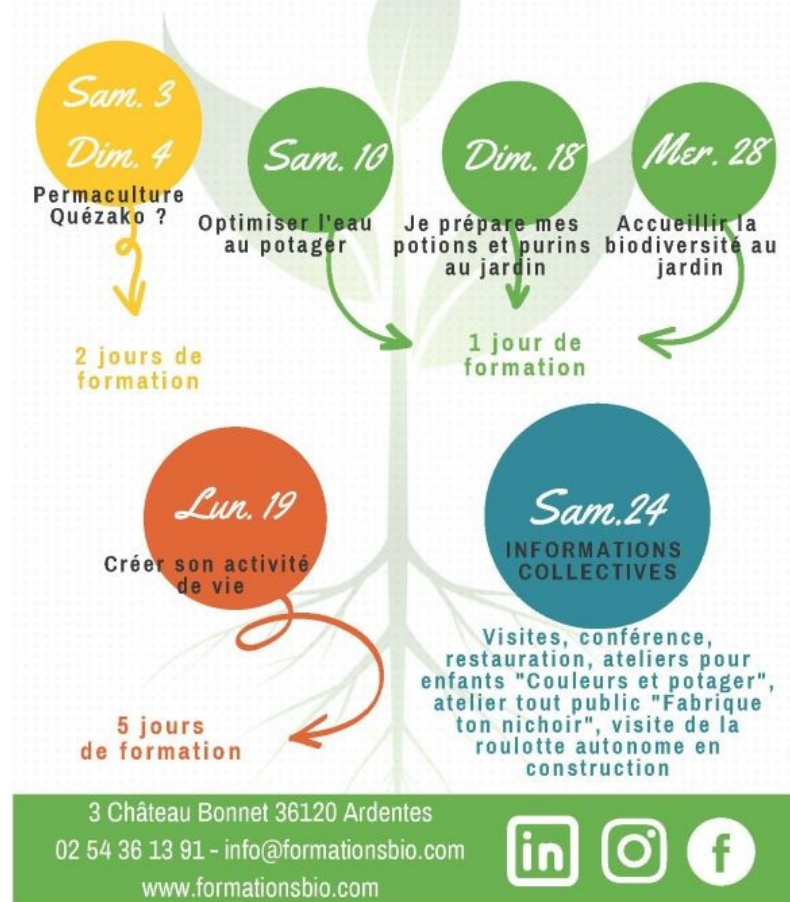 Sam. 3
Dim. 4
Permaculture
Quézako ?
2 jours de
formation
Sam. 10
Optimiser l'eau
au potager
Dim. 18
Je prépare mes
potions et purins
au jardin
Mer. 28
Accueillir la
biodiversité au
jardin
1 jour de
formation
Lun. 19
Créer son activité
de vie
5 jours
de formation
Sam.24
INFORMATIONS
COLLECTIVES
Visites, conférence,
restauration, ateliers pour
enfants "Couleurs et potager",
atelier tout public "Fabrique
ton nichoir", visite de la
roulotte autonome en
construction
3 Château Bonnet 36120 Ardentes
02 54 36 13 91 - info@formationsbio.com
www.formationsbio.com
in
f